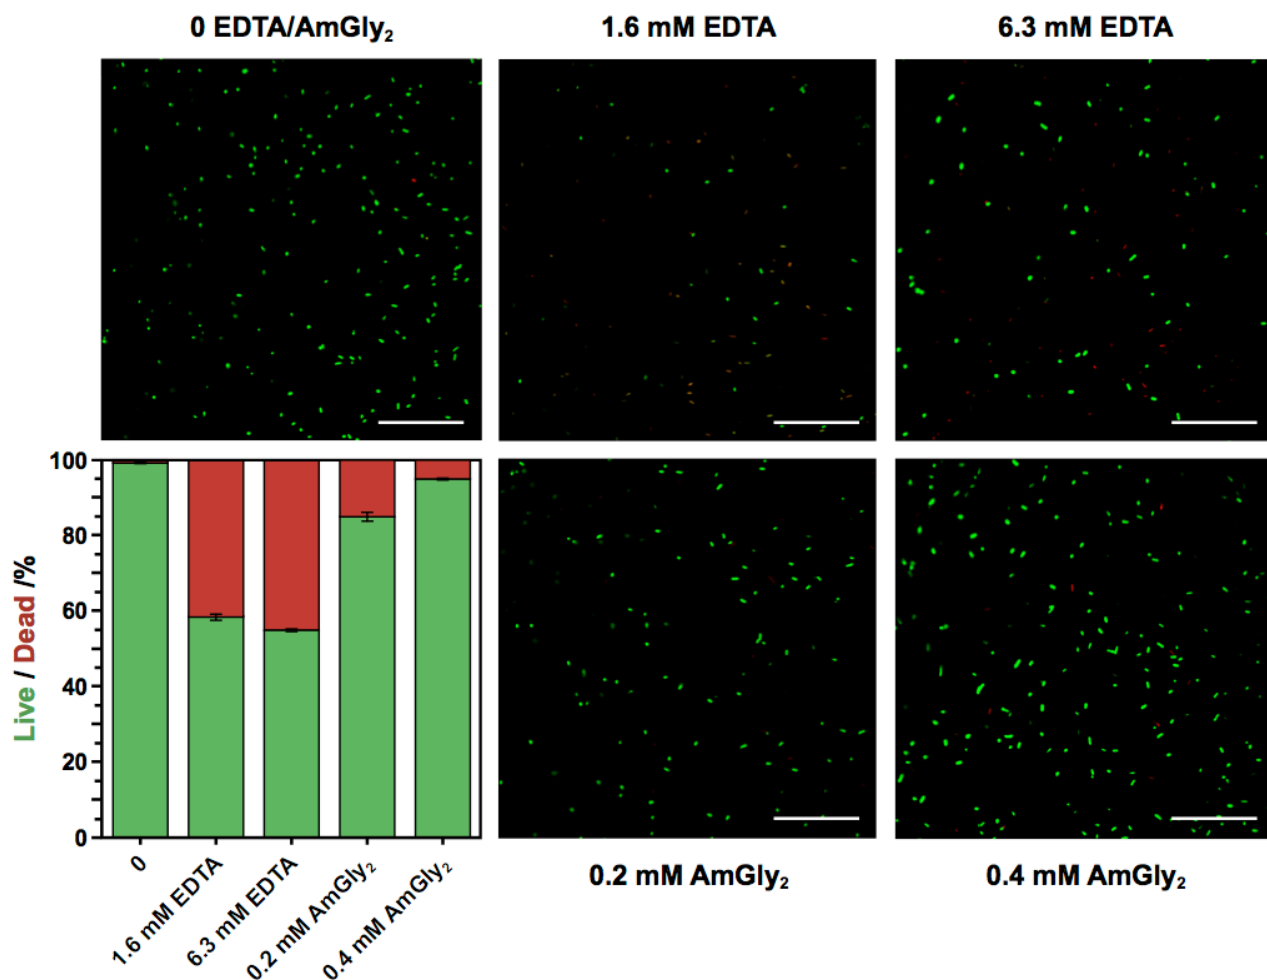 0 EDTA/AmGly₂
1.6 mM EDTA
6.3 mM EDTA
Live / Dead /%
100
80
60
40
20
0
0
1.6 mM EDTA
6.3 mM EDTA
0.2 mM AmGly₂
0.4 mM AmGly₂
0.2 mM AmGly₂
0.4 mM AmGly₂